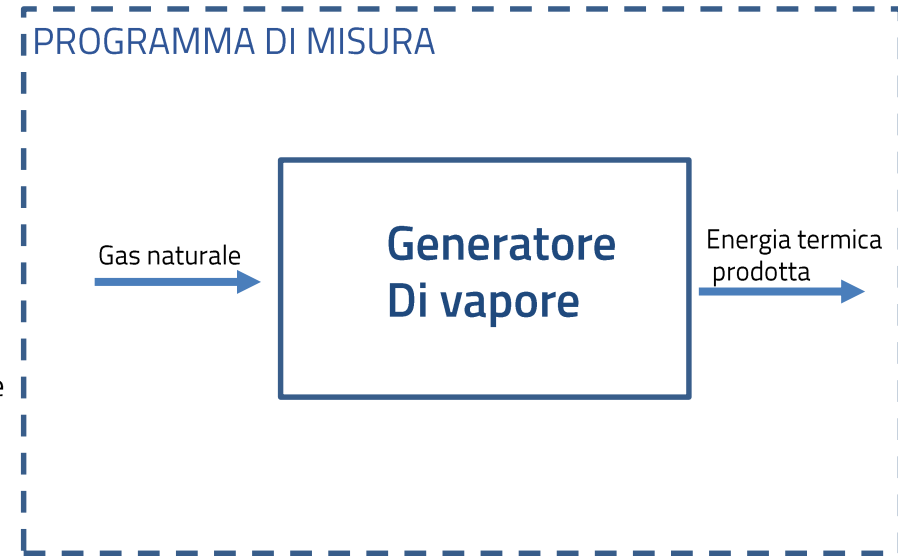 PROGRAMMA DI MISURA
Gas naturale
Generatore
Di vapore
Energia termica
prodotta
e